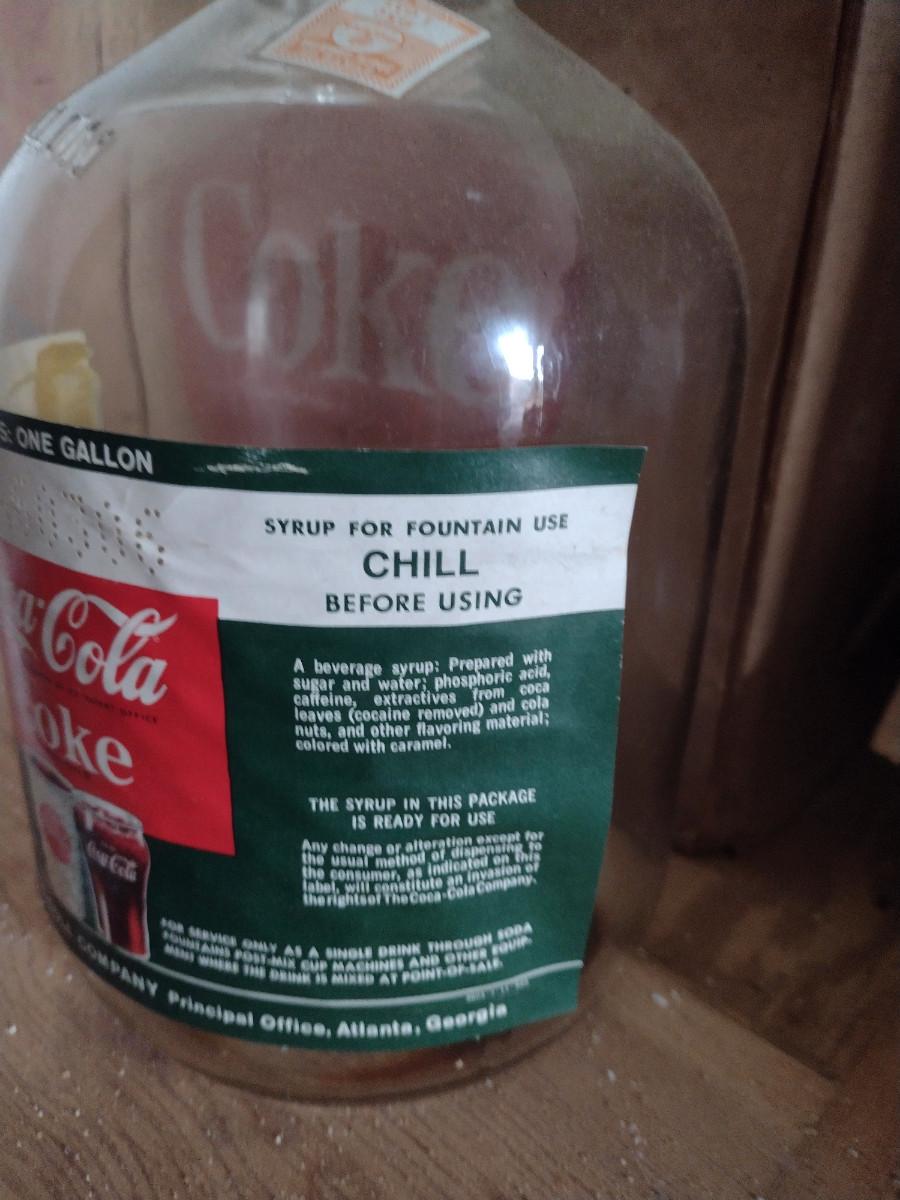 Coke
S: ONE GALLON
SYRUP FOR FOUNTAIN USE
CHILL
BEFORE USING
a-Cola
oke
Coca-Cola
A beverage syrup: Prepared with
sugar and water; phosphoric acid,
caffeine, extractives from coca
leaves (cocaine removed) and cola
nuts, and other flavoring material;
colored with caramel.
THE SYRUP IN THIS PACKAGE
IS READY FOR USE
Any change or alteration except for
the usual method of dispensing to
the consumer, as indicated on this
label, will constitute an invasion of
the rights of The Coca-Cola Company.
FOR SERVICE ONLY AS A SINGLE DRINK THROUGH SODA
FOUNTAINS POST-MIX CUP MACHINES AND OTHER EQUIP-
MENT WHERE THE DRINK IS MIXED AT POINT-OF-SALE.
COMPANY Principal Office, Atlanta, Georgia